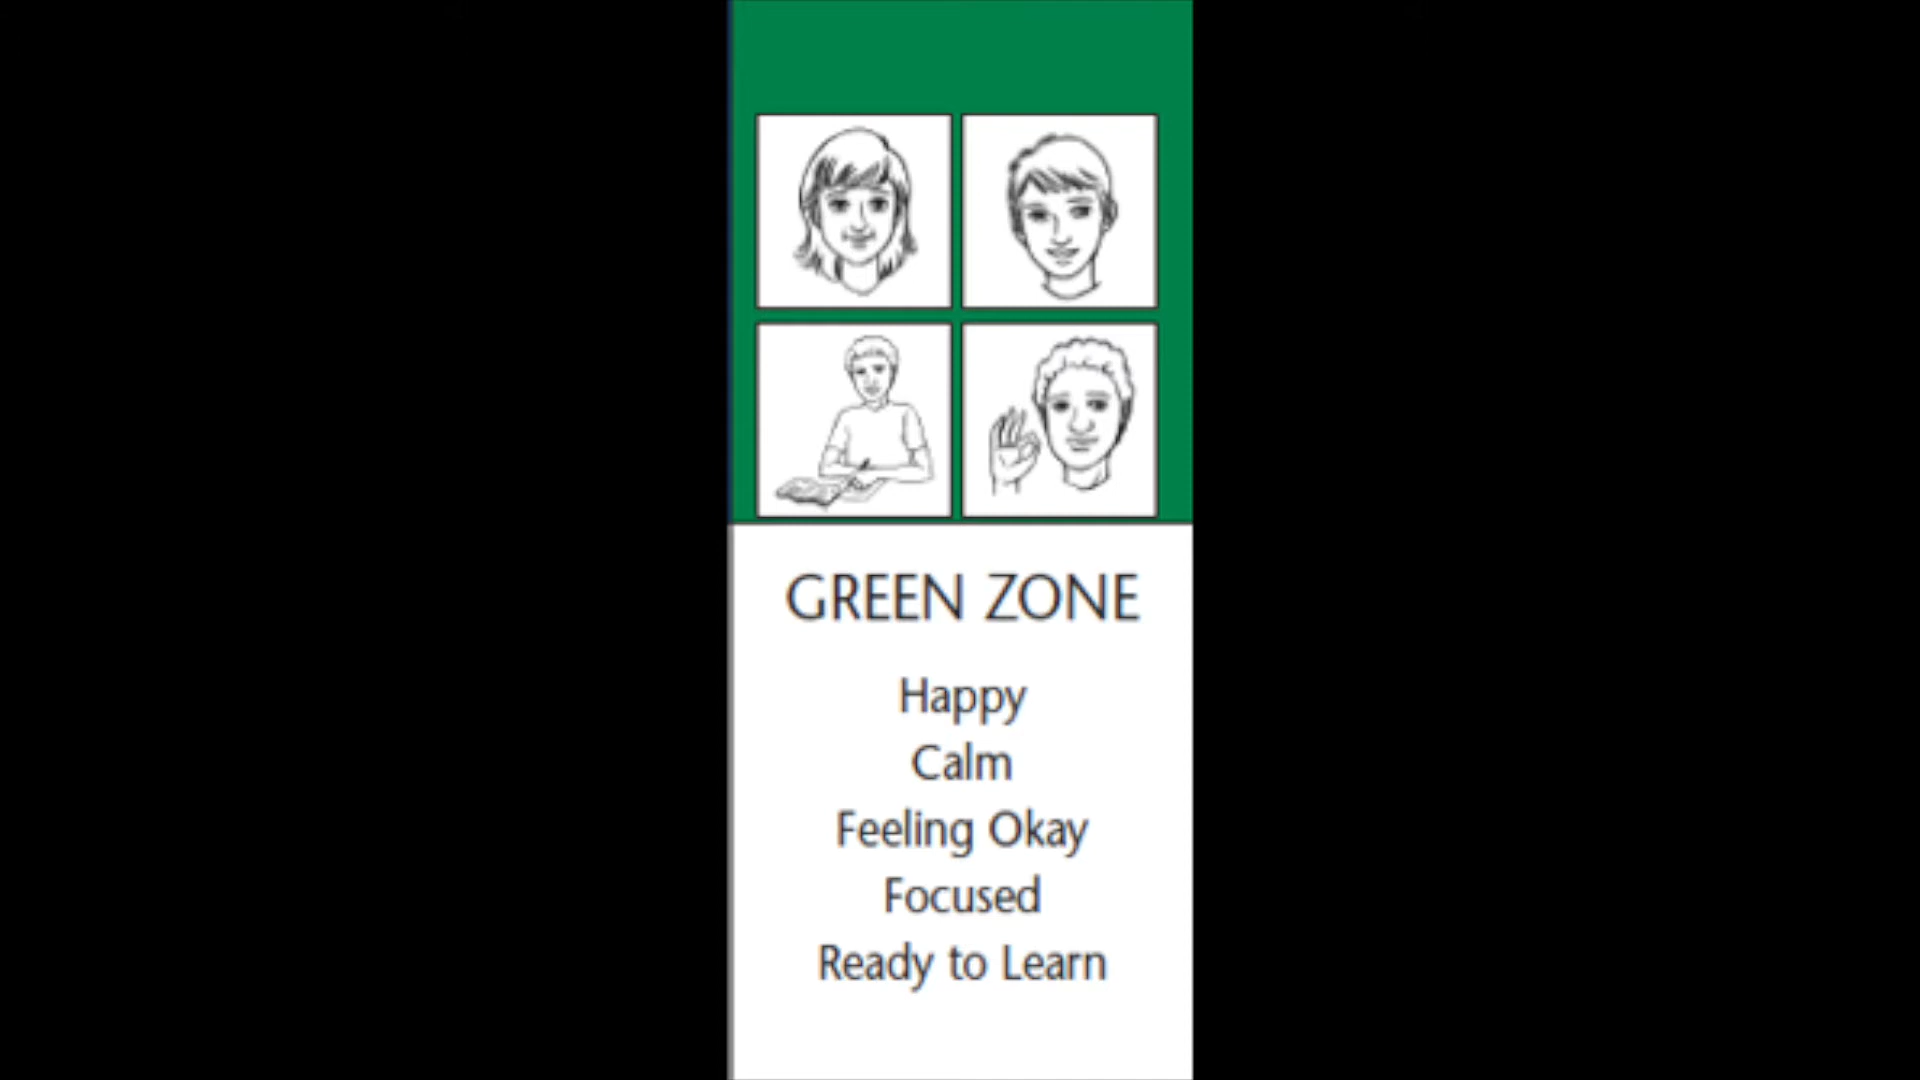 GREEN ZONE
Happy
Calm
Feeling Okay
Focused
Ready to Learn